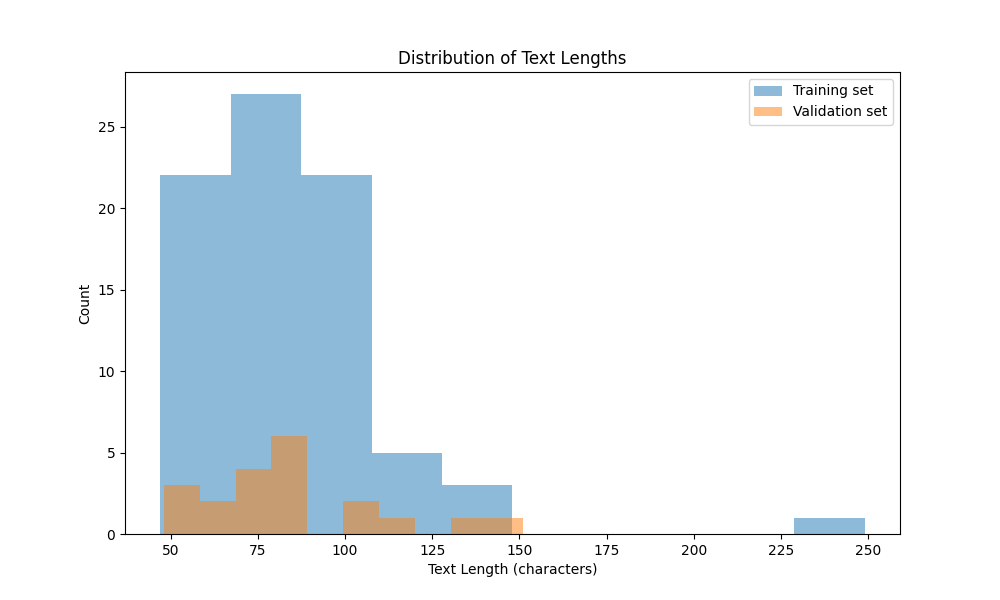 Distribution of Text Lengths
Training set
Validation set
Count
25
20
15
10
5
0
50 75 100 125 150 175 200 225 250
Text Length (characters)